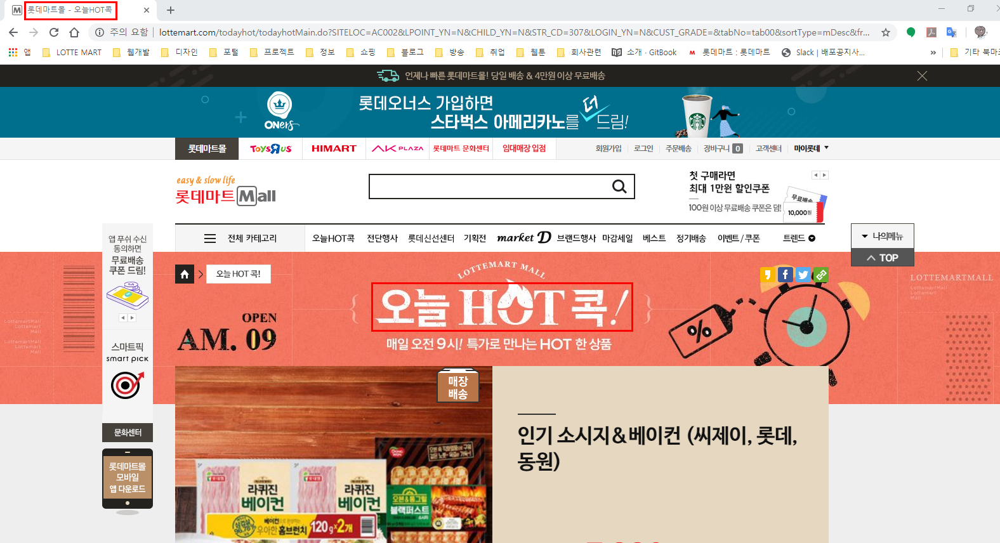 롯데마트몰 - 오늘HOT콕
주의 요함
lottemart.com/todayhot/todayhotMain.do?SITELOC=AC002&LPOINT_YN=N&CHILD_YN=N&STR_CD=307&LOGIN_YN=N&CUST_GRADE=&tabNo=tab00&sortType=mDesc&fr...
앱 LOTTE MART 웹개발 디자인 포털 프로젝트 정보 쇼핑 블로그 방송 취업 웹툰 회사관련 소개 · GitBook 롯데마트 : 롯데마트 Slack | 배포공지사... » 기타 북마크
언제나 빠른 롯데마트몰! 당일 배송 & 4만원 이상 무료배송
ONers
롯데오너스 가입하면 더
스타벅스 아메리카노를 드림!
롯데마트몰 ToysRus HIMART AK PLAZA 롯데마트 문화센터 임대매장 입점 회원가입 로그인 주문배송 장바구니 0 고객센터 마이롯데
easy & slow life
롯데마트 Mall
첫 구매라면
최대 1만원 할인쿠폰
100원 이상 무료배송 쿠폰은 덤!
무료배송
10,000원
전체 카테고리 오늘HOT콕 전단행사 롯데신선센터 기획전 market D 브랜드행사 마감세일 베스트 정기배송 이벤트/쿠폰 트렌드
나의메뉴
TOP
앱 푸쉬 수신
동의하면
무료배송
쿠폰 드림!
스마트픽
smart pick
문화센터
롯데마트몰
모바일
앱 다운로드
오늘 HOT 콕!
LOTTEMART MALL
오늘 HOT 콕!
매일 오전 9시! 특가로 만나는 HOT 한 상품
OPEN
AM. 09
%
LOTTEMARTMALL
LottemartMall
Lottemart
Mall
LottemartMall
Lottemart
Mall
LottemartMall
Lottemart
Mall
매장
배송
인기 소시지&베이컨 (씨제이, 롯데,
동원)
라퀴진
베이컨
라퀴진
베이컨
우아한 홈브런치
120g×2개
오븐&통그릴
블랙퍼스트